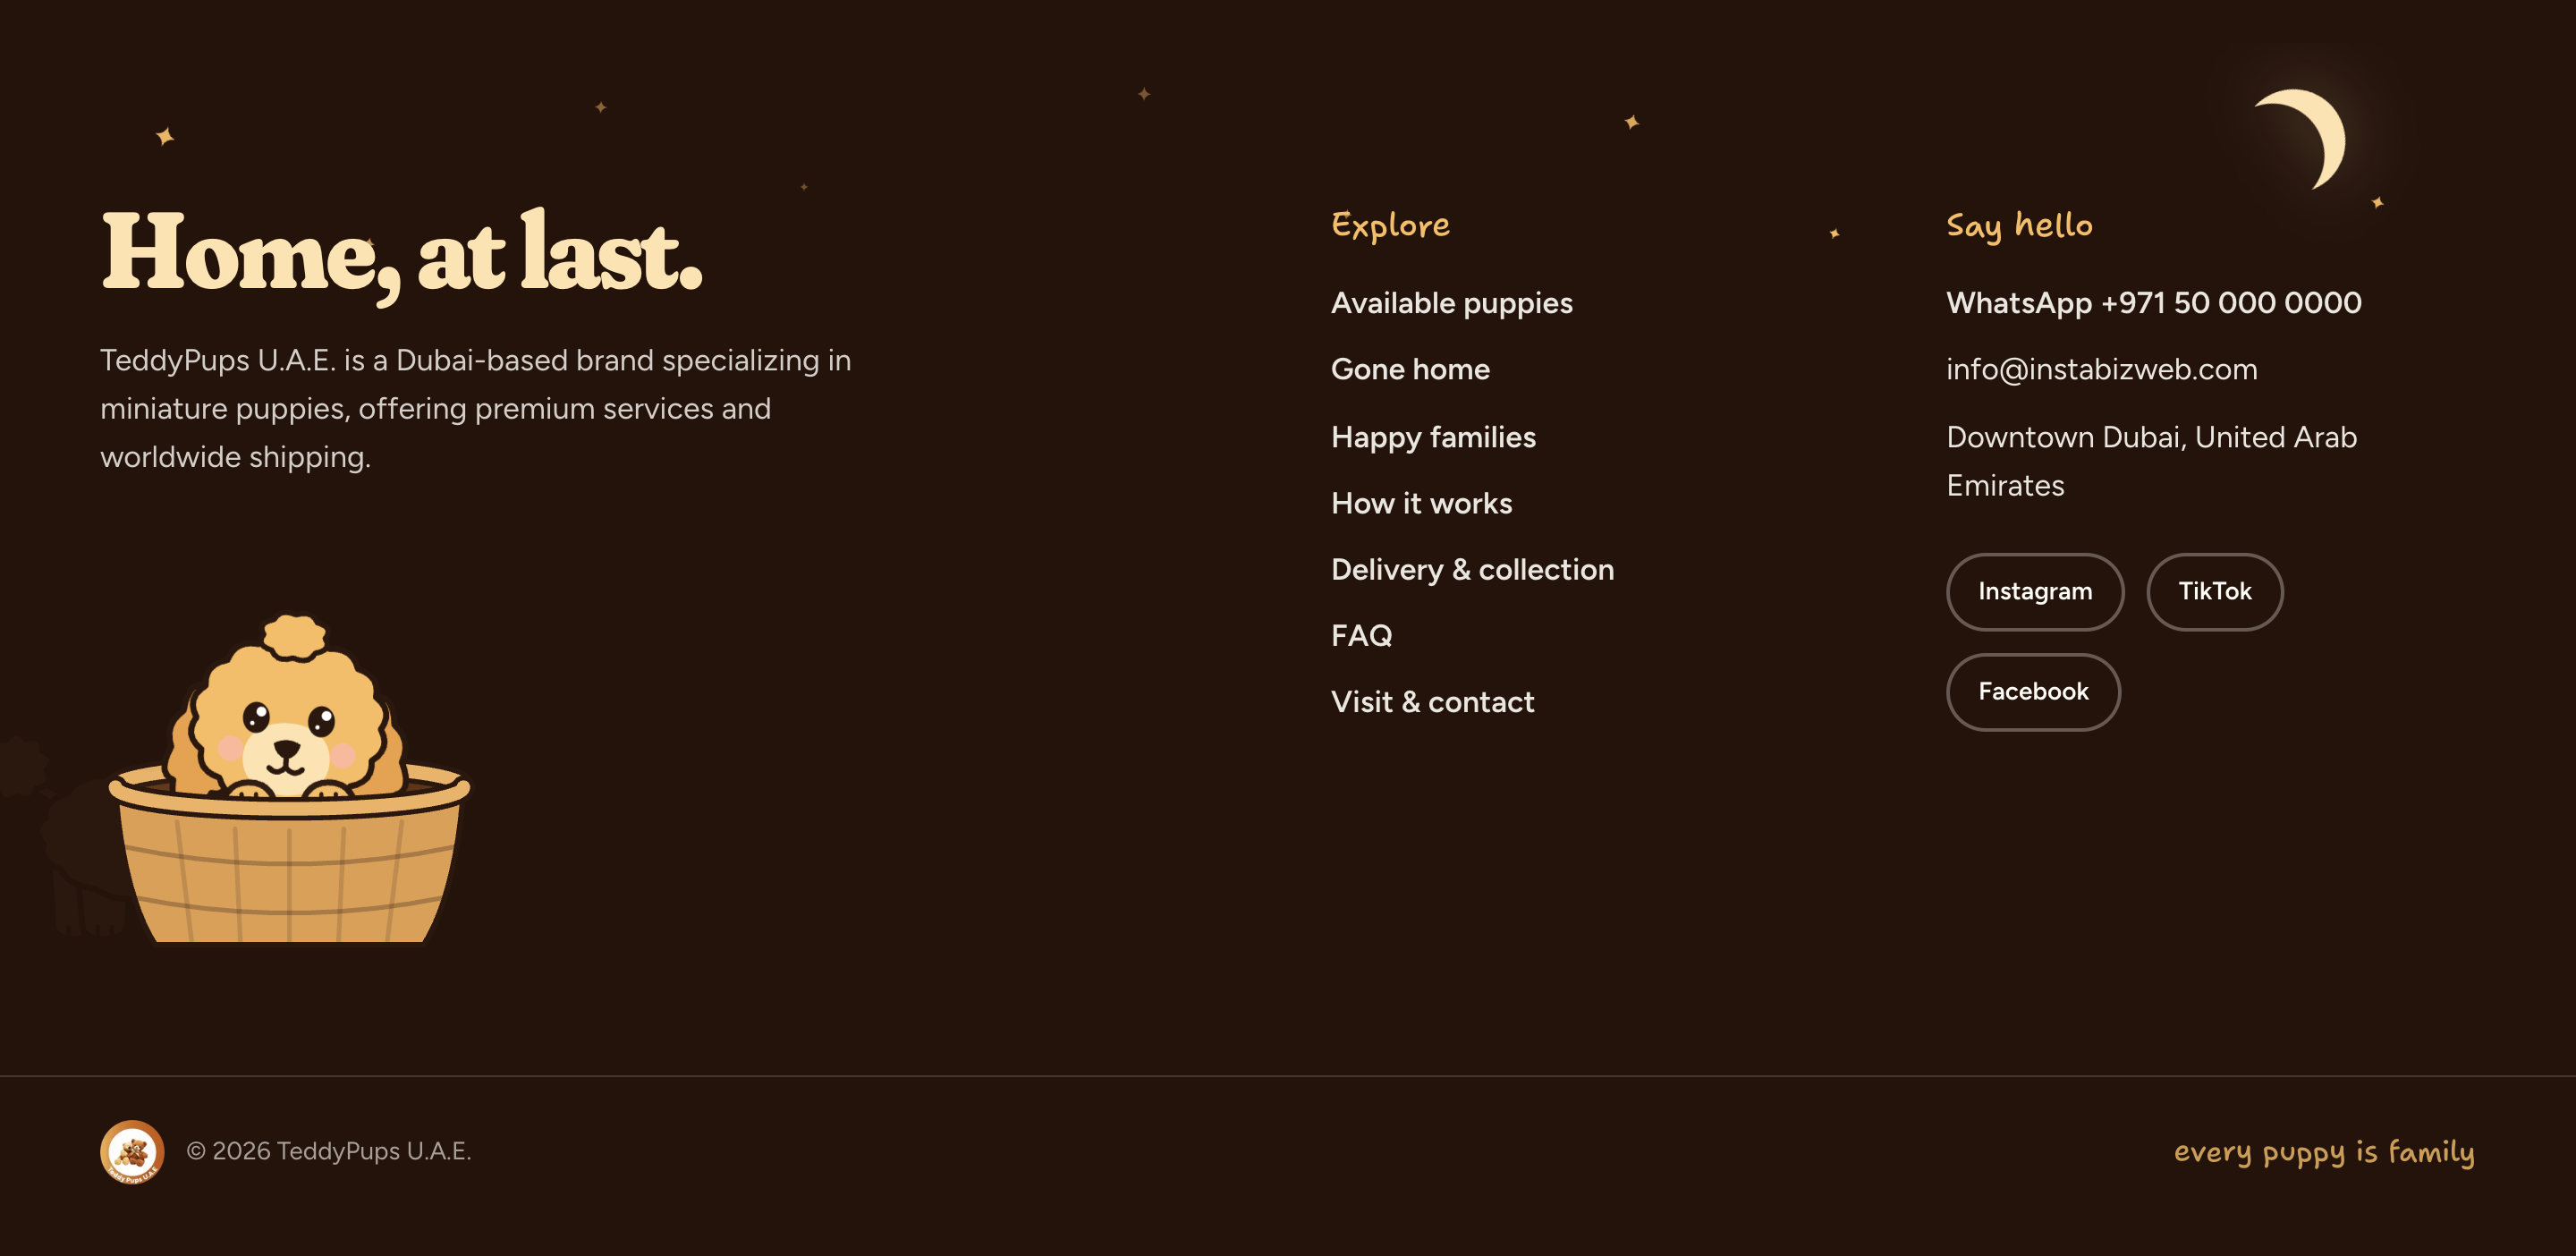 Home, at last.
TeddyPups U.A.E. is a Dubai-based brand specializing in
miniature puppies, offering premium services and
worldwide shipping.
Explore
Available puppies
Gone home
Happy families
How it works
Delivery & collection
FAQ
Visit & contact
Say hello
WhatsApp +971 50 000 0000
info@instabizweb.com
Downtown Dubai, United Arab
Emirates
Instagram
TikTok
Facebook
Teddy Pups U.A.E
© 2026 TeddyPups U.A.E.
every puppy is family